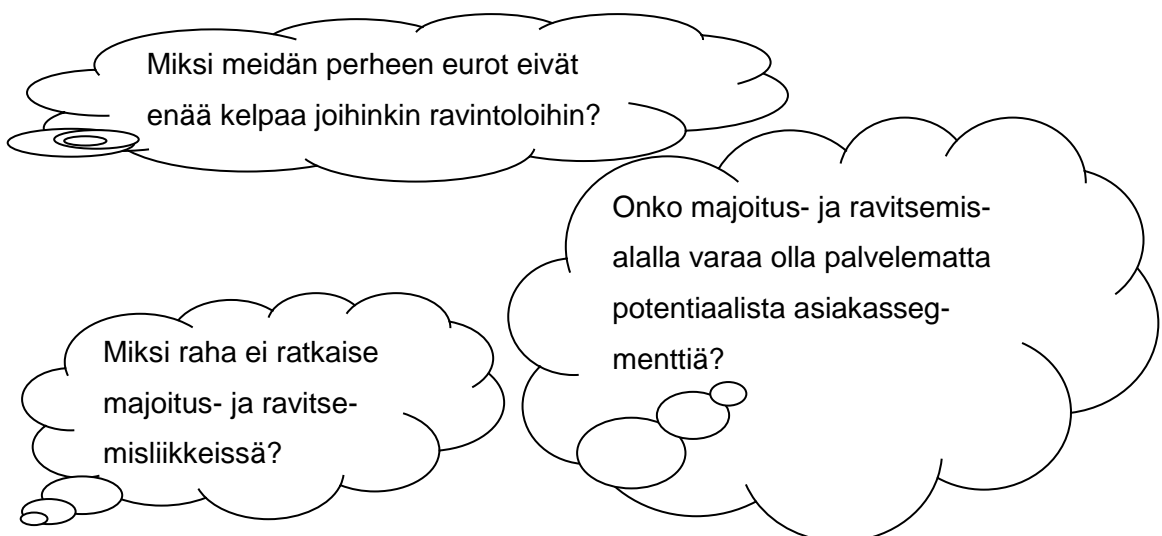 Miksi meidän perheen eurot eivät
enää kelpaa joihinkin ravintoloihin?
Onko majoitus- ja ravitsemis-
alalla varaa olla palvelematta
potentiaalista asiakasseg-
menttiä?
Miksi raha ei ratkaise
majoitus- ja ravitse-
misliikkeissä?